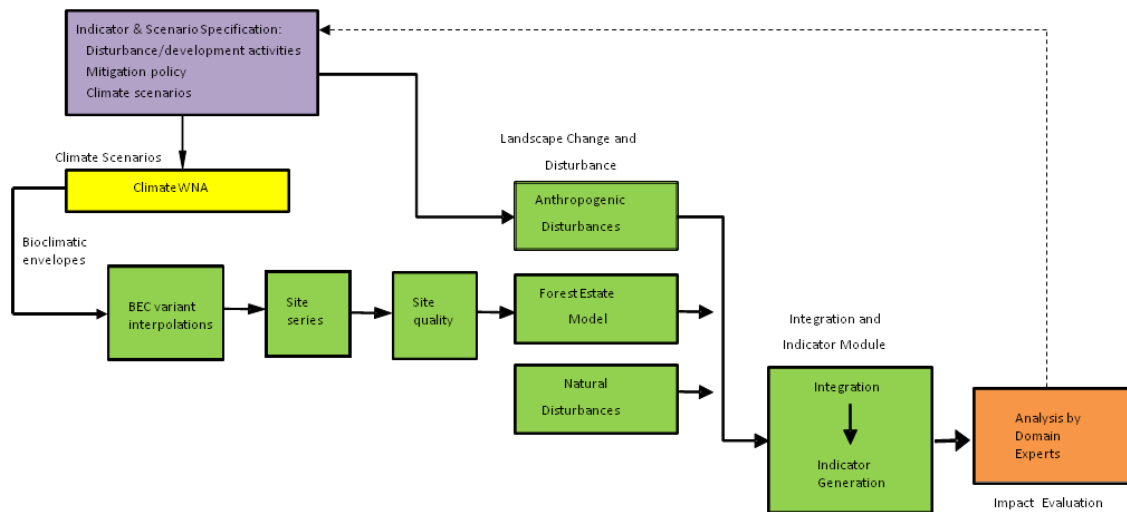 Indicator & Scenario Specification:
Disturbance/development activities
Mitigation policy
Climate scenarios
Climate Scenarios
ClimateWNA
Bioclimatic
envelopes
BEC variant
interpolations
Site
series
Site
quality
Landscape Change and
Disturbance
Anthropogenic
Disturbances
Forest Estate
Model
Natural
Disturbances
Integration and
Indicator Module
Integration
Indicator
Generation
Analysis by
Domain
Experts
Impact Evaluation